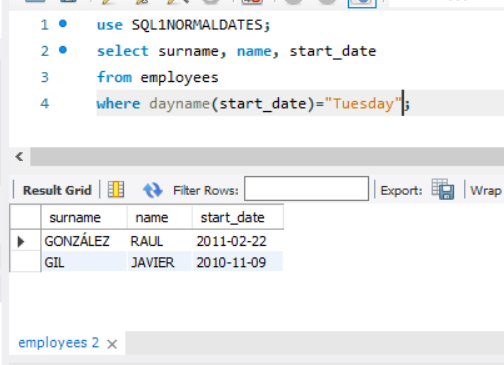 1 use SQL1NORMALDATES;
2 select surname, name, start_date
3 from employees
4 where dayname(start_date)="Tuesday";
Result Grid Filter Rows: Export: Wrap
surname name start_date
GONZÁLEZ RAUL 2011-02-22
GIL JAVIER 2010-11-09
employees 2